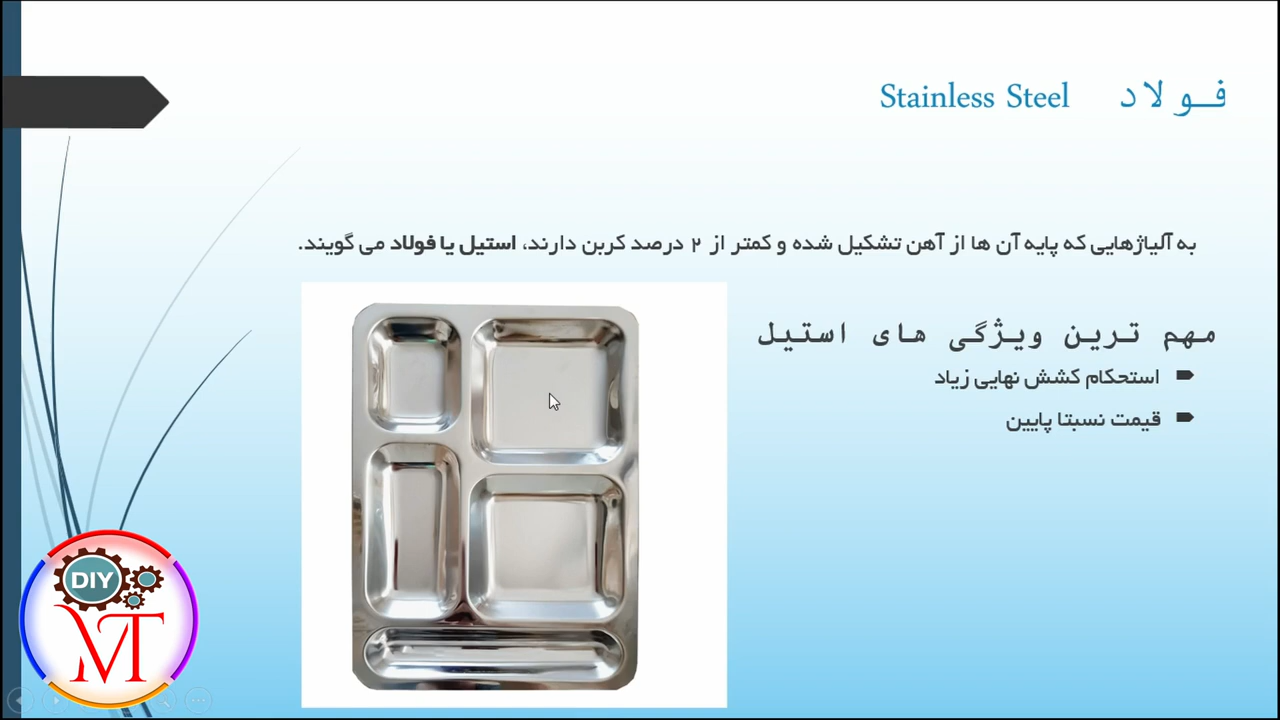 فولاد Stainless Steel
به آلیاژهایی که پایه آن ها از آهن تشکیل شده و کمتر از ۲ درصد کربن دارند، استیل یا فولاد می گویند.
مهم ترین ویژگی های استیل
استحکام کشش نهایی زیاد
قیمت نسبتا پایین
DIY
MT